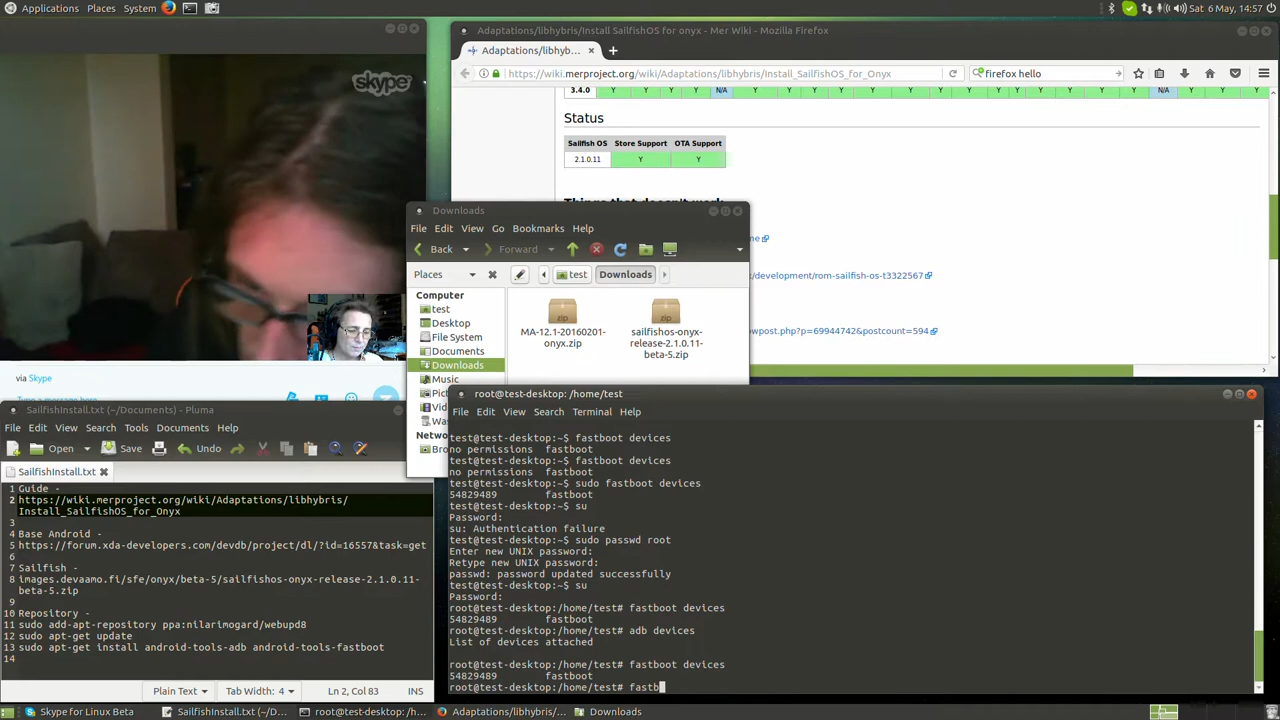 Applications Places System
Sat. 6 May, 14:57
Adaptations/libhybris/Install SailfishOS for onyx - Mer Wiki - Mozilla Firefox
Adaptations/libhyb...
https://wiki.merproject.org/wiki/Adaptations/libhybris/Install_SailfishOS_for_Onyx
firefox hello
3.4.0 Y Y Y Y N/A Y Y Y Y Y Y Y Y Y Y Y Y N/A Y Y Y
Status
Sailfish OS Store Support OTA Support
2.1.0.11 Y Y
Things that doesn't work
me
/development/rom-sailfish-os-t3322567
owpost.php?p=69944742&postcount=594
skype
via Skype
Type a message here
Downloads
File Edit View Go Bookmarks Help
Back Forward
Places
test Downloads
Computer
test
Desktop
File System
Documents
Downloads
Music
Pict
Vid
Was
Netwo
Bro
MA-12.1-20160201-
onyx.zip
sailfishos-onyx-
release-2.1.0.11-
beta-5.zip
zip
zip
SailfishInstall.txt (~/Documents) - Pluma
File Edit View Search Tools Documents Help
Open Save Undo
SailfishInstall.txt
1 Guide -
2 https://wiki.merproject.org/wiki/Adaptations/libhybris/
Install_SailfishOS_for_Onyx
3
4 Base Android -
5 https://forum.xda-developers.com/devdb/project/dl/?id=16557&task=get
6
7 Sailfish -
8 images.devaamo.fi/sfe/onyx/beta-5/sailfishos-onyx-release-2.1.0.11-
beta-5.zip
9
10 Repository -
11 sudo add-apt-repository ppa:nilarimogard/webupd8
12 sudo apt-get update
13 sudo apt-get install android-tools-adb android-tools-fastboot
14
Plain Text Tab Width: 4 Ln 2, Col 83 INS
root@test-desktop: /home/test
File Edit View Search Terminal Help
test@test-desktop:~$ fastboot devices
no permissions fastboot
test@test-desktop:~$ fastboot devices
no permissions fastboot
test@test-desktop:~$ sudo fastboot devices
54829489 fastboot
test@test-desktop:~$ su
Password:
su: Authentication failure
test@test-desktop:~$ sudo passwd root
Enter new UNIX password:
Retype new UNIX password:
passwd: password updated successfully
test@test-desktop:~$ su
Password:
root@test-desktop:/home/test# fastboot devices
54829489 fastboot
root@test-desktop:/home/test# adb devices
List of devices attached
root@test-desktop:/home/test# fastboot devices
54829489 fastboot
root@test-desktop:/home/test# fastb
Skype for Linux Beta
SailfishInstall.txt (~/D...
root@test-desktop: /h...
Adaptations/libhybris/...
Downloads